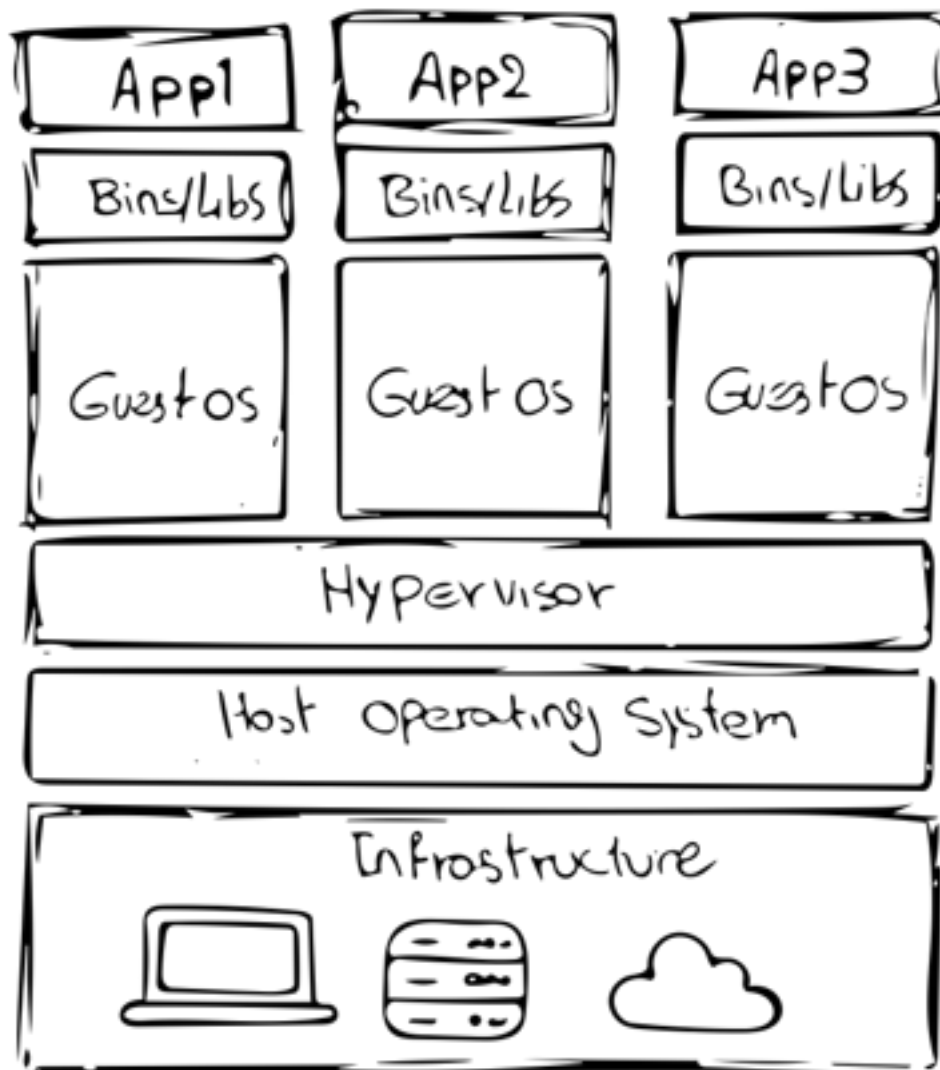 App1
App2
App3
Bins/Libs
Bins/Libs
Bins/Libs
Guest OS
Guest OS
Guest OS
Hypervisor
Host Operating System
Infrastructure